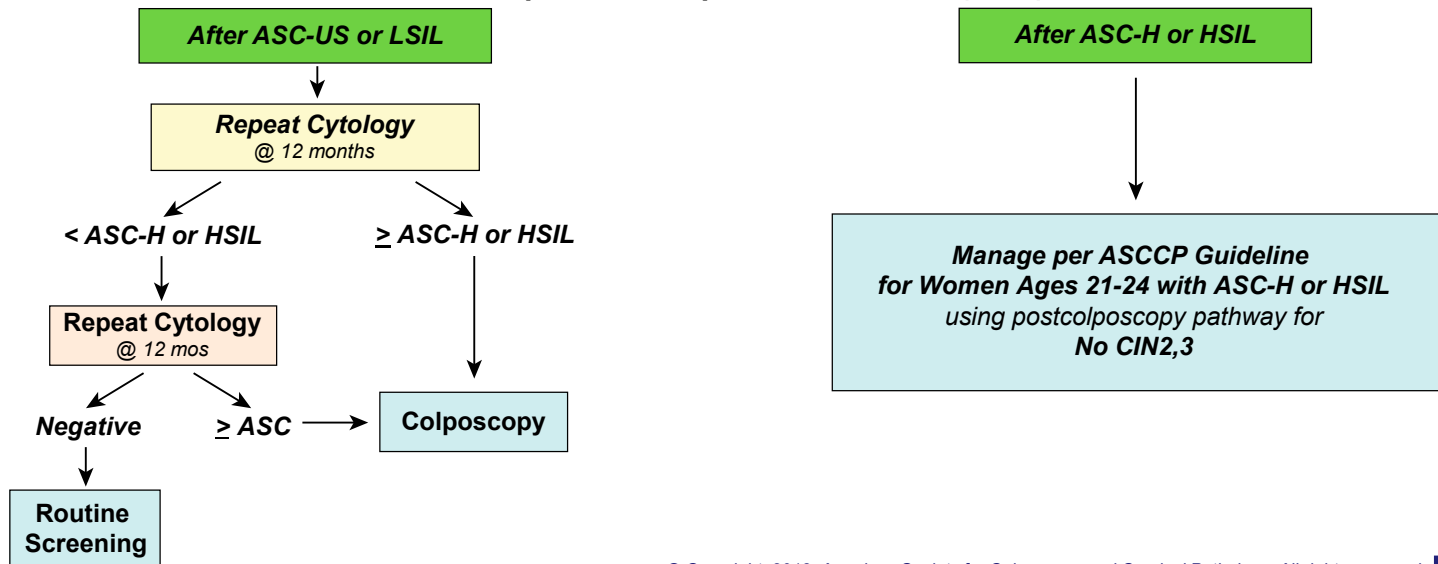 After ASC-US or LSIL
Repeat Cytology
@ 12 months
< ASC-H or HSIL
≥ ASC-H or HSIL
Repeat Cytology
@ 12 mos
Negative
≥ ASC
Colposcopy
Routine
Screening
After ASC-H or HSIL
Manage per ASCCP Guideline
for Women Ages 21-24 with ASC-H or HSIL
using postcolposcopy pathway for
No CIN2,3